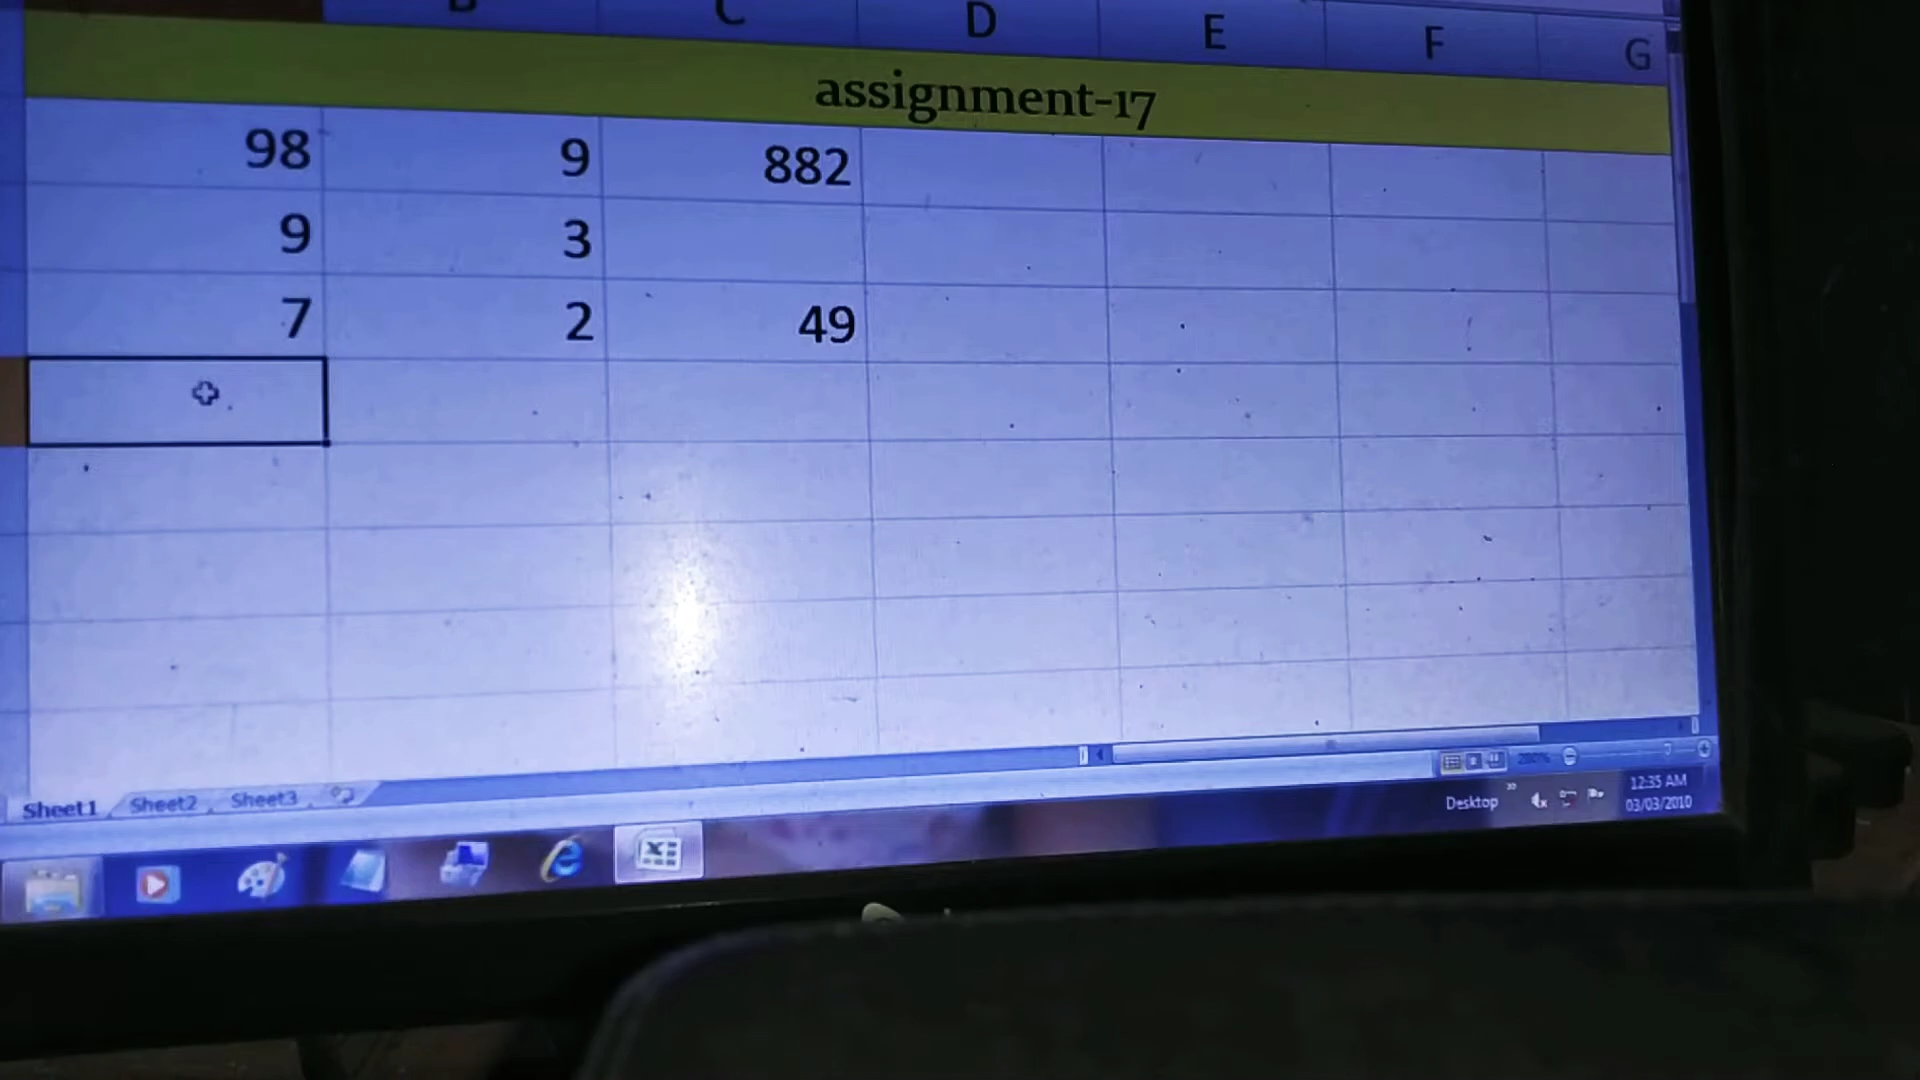 B C D E F G
assignment-17
98 9 882
9 3
7 2 49
200%
Sheet1 Sheet2 Sheet3
Desktop 12:35 AM
03/03/2010